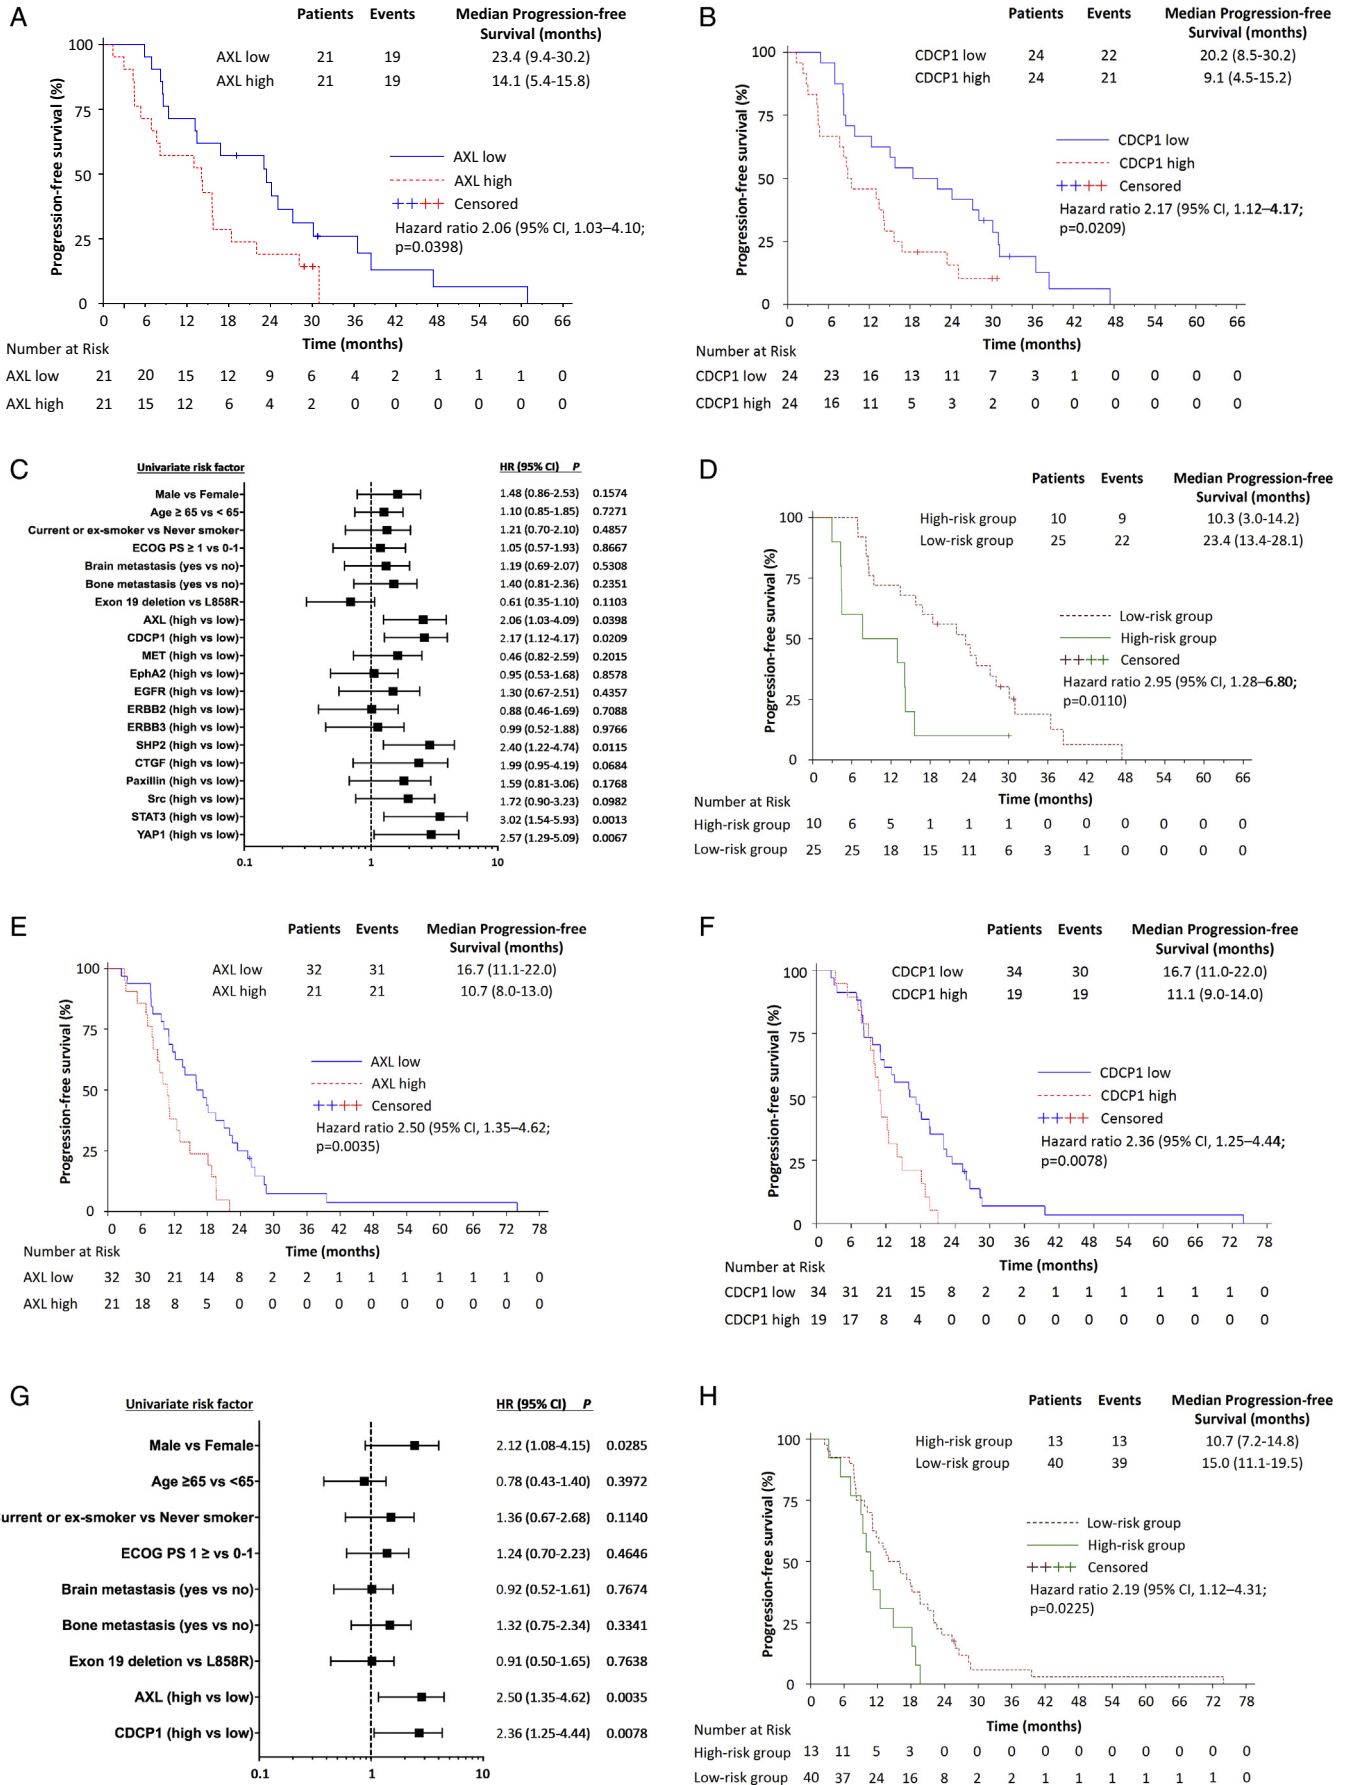 A
Patients Events Median Progression-free
Survival (months)
AXL low 21 19 23.4 (9.4-30.2)
AXL high 21 19 14.1 (5.4-15.8)
Progression-free survival (%)
100
75
50
25
0
AXL low
AXL high
Censored
Hazard ratio 2.06 (95% CI, 1.03–4.10;
p=0.0398)
0 6 12 18 24 30 36 42 48 54 60 66
Time (months)
Number at Risk
AXL low 21 20 15 12 9 6 4 2 1 1 1 0
AXL high 21 15 12 6 4 2 0 0 0 0 0 0
B
Patients Events Median Progression-free
Survival (months)
CDCP1 low 24 22 20.2 (8.5-30.2)
CDCP1 high 24 21 9.1 (4.5-15.2)
Progression-free survival (%)
100
75
50
25
0
CDCP1 low
CDCP1 high
Censored
Hazard ratio 2.17 (95% CI, 1.12–4.17;
p=0.0209)
0 6 12 18 24 30 36 42 48 54 60 66
Time (months)
Number at Risk
CDCP1 low 24 23 16 13 11 7 3 1 0 0 0 0
CDCP1 high 24 16 11 5 3 2 0 0 0 0 0 0
C
Univariate risk factor HR (95% CI) P
Male vs Female 1.48 (0.86-2.53) 0.1574
Age ≥ 65 vs < 65 1.10 (0.85-1.85) 0.7271
Current or ex-smoker vs Never smoker 1.21 (0.70-2.10) 0.4857
ECOG PS ≥ 1 vs 0-1 1.05 (0.57-1.93) 0.8667
Brain metastasis (yes vs no) 1.19 (0.69-2.07) 0.5308
Bone metastasis (yes vs no) 1.40 (0.81-2.36) 0.2351
Exon 19 deletion vs L858R 0.61 (0.35-1.10) 0.1103
AXL (high vs low) 2.06 (1.03-4.09) 0.0398
CDCP1 (high vs low) 2.17 (1.12-4.17) 0.0209
MET (high vs low) 0.46 (0.82-2.59) 0.2015
EphA2 (high vs low) 0.95 (0.53-1.68) 0.8578
EGFR (high vs low) 1.30 (0.67-2.51) 0.4357
ERBB2 (high vs low) 0.88 (0.46-1.69) 0.7088
ERBB3 (high vs low) 0.99 (0.52-1.88) 0.9766
SHP2 (high vs low) 2.40 (1.22-4.74) 0.0115
CTGF (high vs low) 1.99 (0.95-4.19) 0.0684
Paxillin (high vs low) 1.59 (0.81-3.06) 0.1768
Src (high vs low) 1.72 (0.90-3.23) 0.0982
STAT3 (high vs low) 3.02 (1.54-5.93) 0.0013
YAP1 (high vs low) 2.57 (1.29-5.09) 0.0067
0.1 1 10
D
Patients Events Median Progression-free
Survival (months)
High-risk group 10 9 10.3 (3.0-14.2)
Low-risk group 25 22 23.4 (13.4-28.1)
Progression-free survival (%)
100
75
50
25
0
Low-risk group
High-risk group
Censored
Hazard ratio 2.95 (95% CI, 1.28–6.80;
p=0.0110)
0 6 12 18 24 30 36 42 48 54 60 66
Time (months)
Number at Risk
High-risk group 10 6 5 1 1 1 0 0 0 0 0 0
Low-risk group 25 25 18 15 11 6 3 1 0 0 0 0
E
Patients Events Median Progression-free
Survival (months)
AXL low 32 31 16.7 (11.1-22.0)
AXL high 21 21 10.7 (8.0-13.0)
Progression-free survival (%)
100
75
50
25
0
AXL low
AXL high
Censored
Hazard ratio 2.50 (95% CI, 1.35–4.62;
p=0.0035)
0 6 12 18 24 30 36 42 48 54 60 66 72 78
Time (months)
Number at Risk
AXL low 32 30 21 14 8 2 2 1 1 1 1 1 1 0
AXL high 21 18 8 5 0 0 0 0 0 0 0 0 0 0
F
Patients Events Median Progression-free
Survival (months)
CDCP1 low 34 30 16.7 (11.0-22.0)
CDCP1 high 19 19 11.1 (9.0-14.0)
Progression-free survival (%)
100
75
50
25
0
CDCP1 low
CDCP1 high
Censored
Hazard ratio 2.36 (95% CI, 1.25–4.44;
p=0.0078)
0 6 12 18 24 30 36 42 48 54 60 66 72 78
Time (months)
Number at Risk
CDCP1 low 34 31 21 15 8 2 2 1 1 1 1 1 1 0
CDCP1 high 19 17 8 4 0 0 0 0 0 0 0 0 0 0
G
Univariate risk factor HR (95% CI) P
Male vs Female 2.12 (1.08-4.15) 0.0285
Age ≥65 vs <65 0.78 (0.43-1.40) 0.3972
urrent or ex-smoker vs Never smoker 1.36 (0.67-2.68) 0.1140
ECOG PS 1 ≥ vs 0-1 1.24 (0.70-2.23) 0.4646
Brain metastasis (yes vs no) 0.92 (0.52-1.61) 0.7674
Bone metastasis (yes vs no) 1.32 (0.75-2.34) 0.3341
Exon 19 deletion vs L858R) 0.91 (0.50-1.65) 0.7638
AXL (high vs low) 2.50 (1.35-4.62) 0.0035
CDCP1 (high vs low) 2.36 (1.25-4.44) 0.0078
0.1 1 10
H
Patients Events Median Progression-free
Survival (months)
High-risk group 13 13 10.7 (7.2-14.8)
Low-risk group 40 39 15.0 (11.1-19.5)
Progression-free survival (%)
100
75
50
25
0
Low-risk group
High-risk group
Censored
Hazard ratio 2.19 (95% CI, 1.12–4.31;
p=0.0225)
0 6 12 18 24 30 36 42 48 54 60 66 72 78
Time (months)
Number at Risk
High-risk group 13 11 5 3 0 0 0 0 0 0 0 0 0 0
Low-risk group 40 37 24 16 8 2 2 1 1 1 1 1 1 0